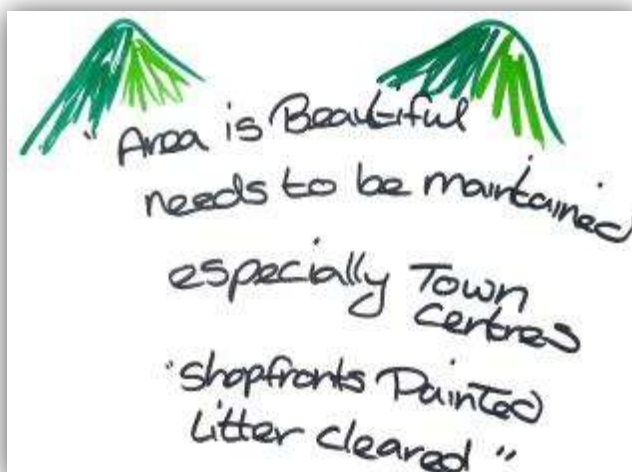 "Area is Beautiful
needs to be maintained
especially Town
centres
"Shopfronts Painted
Litter cleared"